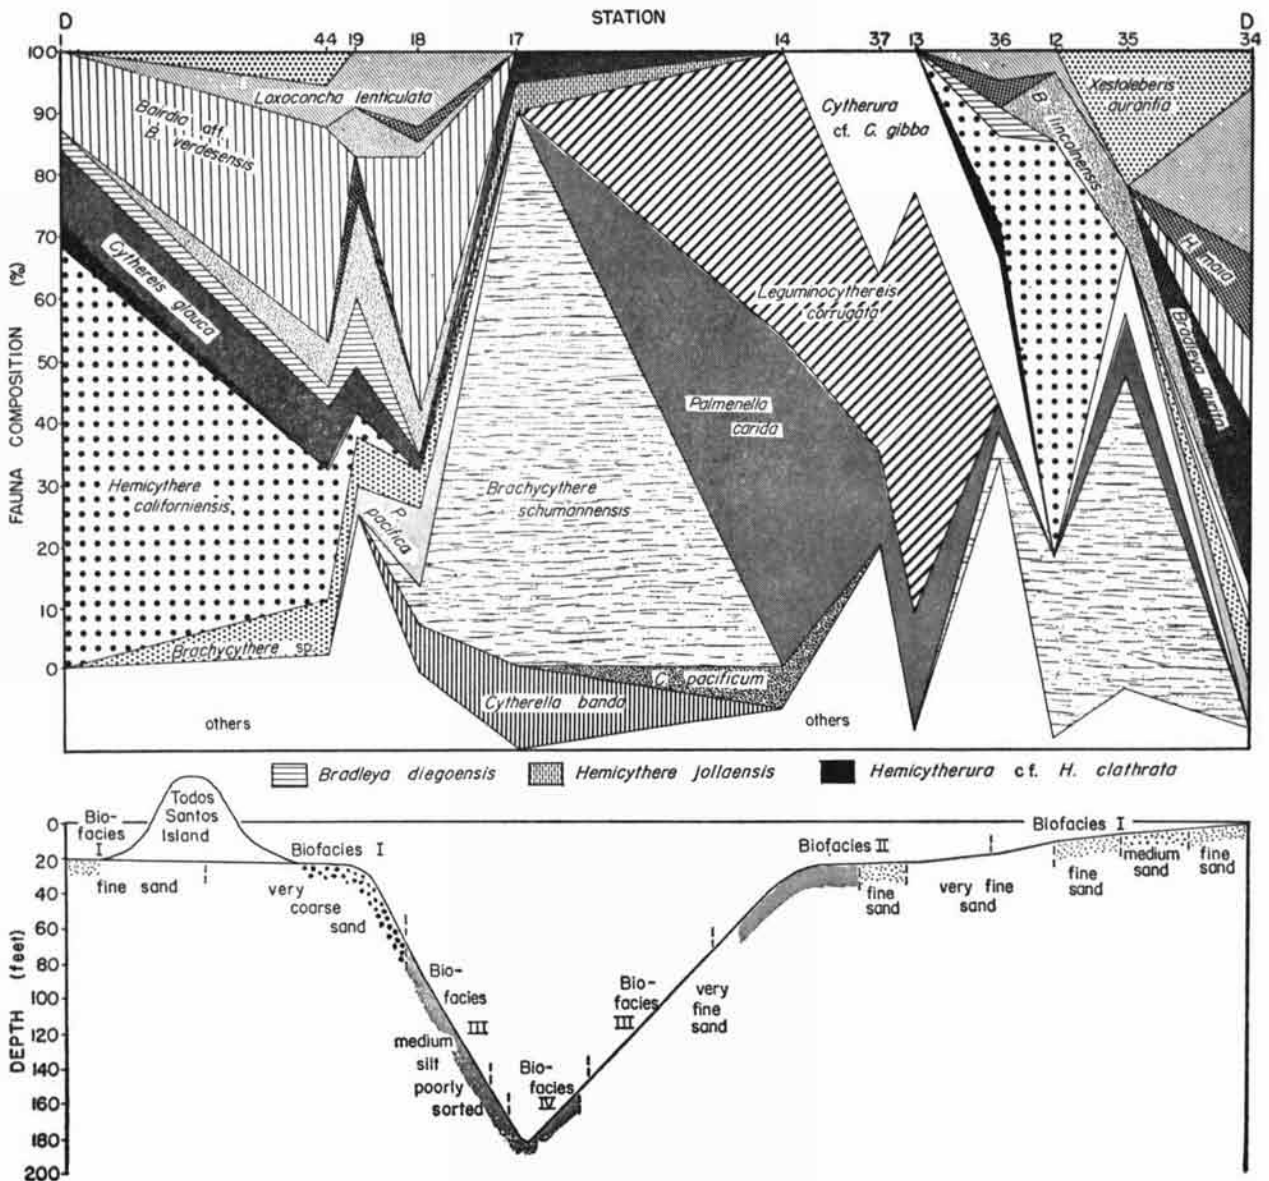 D STATION D
44 19 18 17 14 37 13 36 12 35 34
FAUNA COMPOSITION (%)
100
90
80
70
60
50
40
30
20
10
0
Loxoconcha lenticulata
Bairdia aff.
B. verdesensis
Cythereis glauca
Hemicythere
californiensis
Brachycythere sp.
P.
pacifica
Brachycythere
schumannensis
Cytherella banda
C. pacificum
Palmenella
carida
Leguminocythereis
corrugata
Cytherura
cf. C. gibba
B. lincolnensis
Xestoleberis
aurantia
H. maia
Bradleya aurata
others
others
Bradleya diegoensis
Hemicythere jollaensis
Hemicytherura cf. H. clathrata
DEPTH (feet)
0
20
40
60
80
100
120
140
160
180
200
Todos
Santos
Island
Bio-
facies
I
fine sand
Biofacies I
very
coarse
sand
Bio-
facies
III
medium
silt
poorly
sorted
Bio-
facies
IV
Bio-
facies
III
very
fine
sand
Biofacies II
fine
sand
very fine
sand
Biofacies I
fine
sand
medium
sand
fine
sand